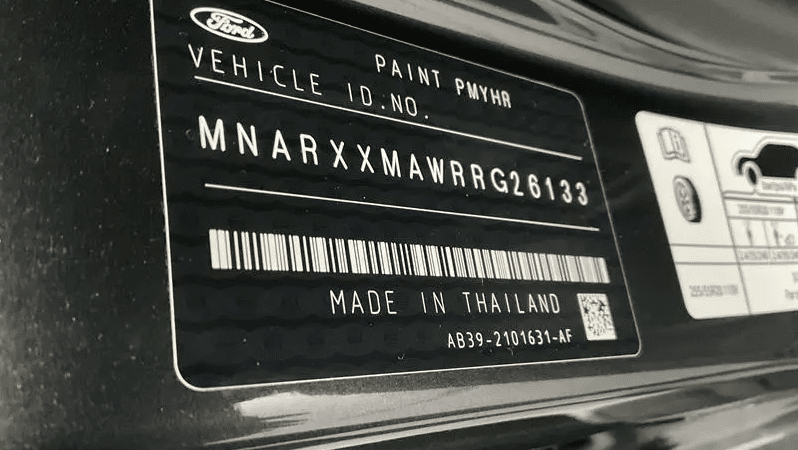 Ford
PAINT PMYHR
VEHICLE ID.NO.
MNARXXMAWRRG26133
MADE IN THAILAND
AB39-2101631-AF